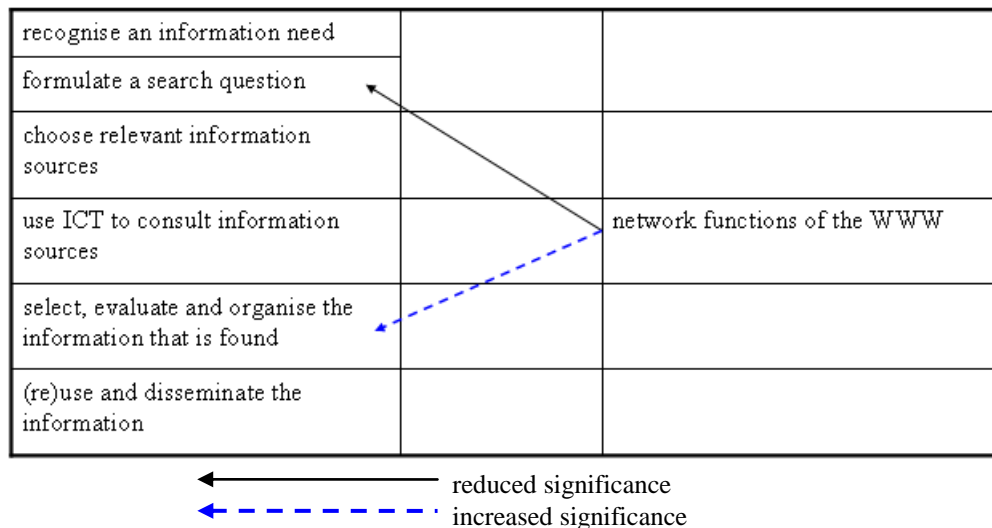 recognise an information need
formulate a search question
choose relevant information
sources
use ICT to consult information
sources
network functions of the WWW
select, evaluate and organise the
information that is found
(re)use and disseminate the
information
reduced significance
increased significance